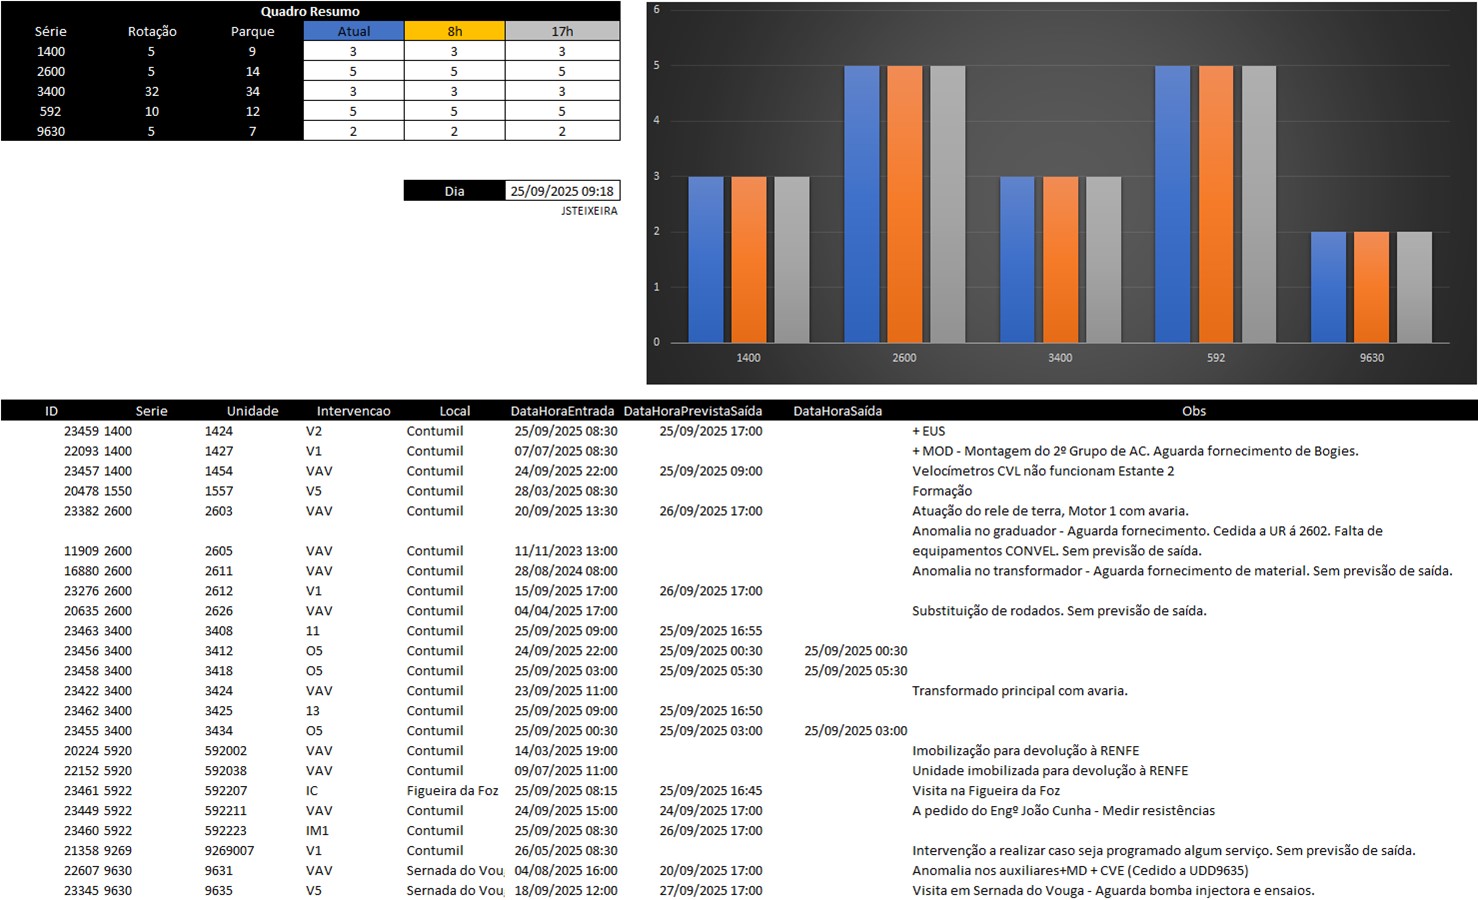 Quadro Resumo
Série Rotação Parque Atual 8h 17h
1400 5 9 3 3 3
2600 5 14 5 5 5
3400 32 34 3 3 3
592 10 12 5 5 5
9630 5 7 2 2 2
Dia 25/09/2025 09:18
JSTEIXEIRA
6
5
4
3
2
1
0
1400 2600 3400 592 9630
ID Serie Unidade Intervencao Local DataHoraEntrada DataHoraPrevistaSaída DataHoraSaída Obs
23459 1400 1424 V2 Contumil 25/09/2025 08:30 25/09/2025 17:00 + EUS
22093 1400 1427 V1 Contumil 07/07/2025 08:30 + MOD - Montagem do 2º Grupo de AC. Aguarda fornecimento de Bogies.
23457 1400 1454 VAV Contumil 24/09/2025 22:00 25/09/2025 09:00 Velocímetros CVL não funcionam Estante 2
20478 1550 1557 V5 Contumil 28/03/2025 08:30 Formação
23382 2600 2603 VAV Contumil 20/09/2025 13:30 26/09/2025 17:00 Atuação do rele de terra, Motor 1 com avaria.
Anomalia no graduador - Aguarda fornecimento. Cedida a UR á 2602. Falta de
11909 2600 2605 VAV Contumil 11/11/2023 13:00 equipamentos CONVEL. Sem previsão de saída.
16880 2600 2611 VAV Contumil 28/08/2024 08:00 Anomalia no transformador - Aguarda fornecimento de material. Sem previsão de saída.
23276 2600 2612 V1 Contumil 15/09/2025 17:00 26/09/2025 17:00
20635 2600 2626 VAV Contumil 04/04/2025 17:00 Substituição de rodados. Sem previsão de saída.
23463 3400 3408 11 Contumil 25/09/2025 09:00 25/09/2025 16:55
23456 3400 3412 O5 Contumil 24/09/2025 22:00 25/09/2025 00:30 25/09/2025 00:30
23458 3400 3418 O5 Contumil 25/09/2025 03:00 25/09/2025 05:30 25/09/2025 05:30
23422 3400 3424 VAV Contumil 23/09/2025 11:00 Transformado principal com avaria.
23462 3400 3425 13 Contumil 25/09/2025 09:00 25/09/2025 16:50
23455 3400 3434 O5 Contumil 25/09/2025 00:30 25/09/2025 03:00 25/09/2025 03:00
20224 5920 592002 VAV Contumil 14/03/2025 19:00 Imobilização para devolução à RENFE
22152 5920 592038 VAV Contumil 09/07/2025 11:00 Unidade imobilizada para devolução à RENFE
23461 5922 592207 IC Figueira da Foz 25/09/2025 08:15 25/09/2025 16:45 Visita na Figueira da Foz
23449 5922 592211 VAV Contumil 24/09/2025 15:00 24/09/2025 17:00 A pedido do Engº João Cunha - Medir resistências
23460 5922 592223 IM1 Contumil 25/09/2025 08:30 26/09/2025 17:00
21358 9269 9269007 V1 Contumil 26/05/2025 08:30 Intervenção a realizar caso seja programado algum serviço. Sem previsão de saída.
22607 9630 9631 VAV Sernada do Vou 04/08/2025 16:00 20/09/2025 17:00 Anomalia nos auxiliares+MD + CVE (Cedido a UDD9635)
23345 9630 9635 V5 Sernada do Vou 18/09/2025 12:00 27/09/2025 17:00 Visita em Sernada do Vouga - Aguarda bomba injectora e ensaios.